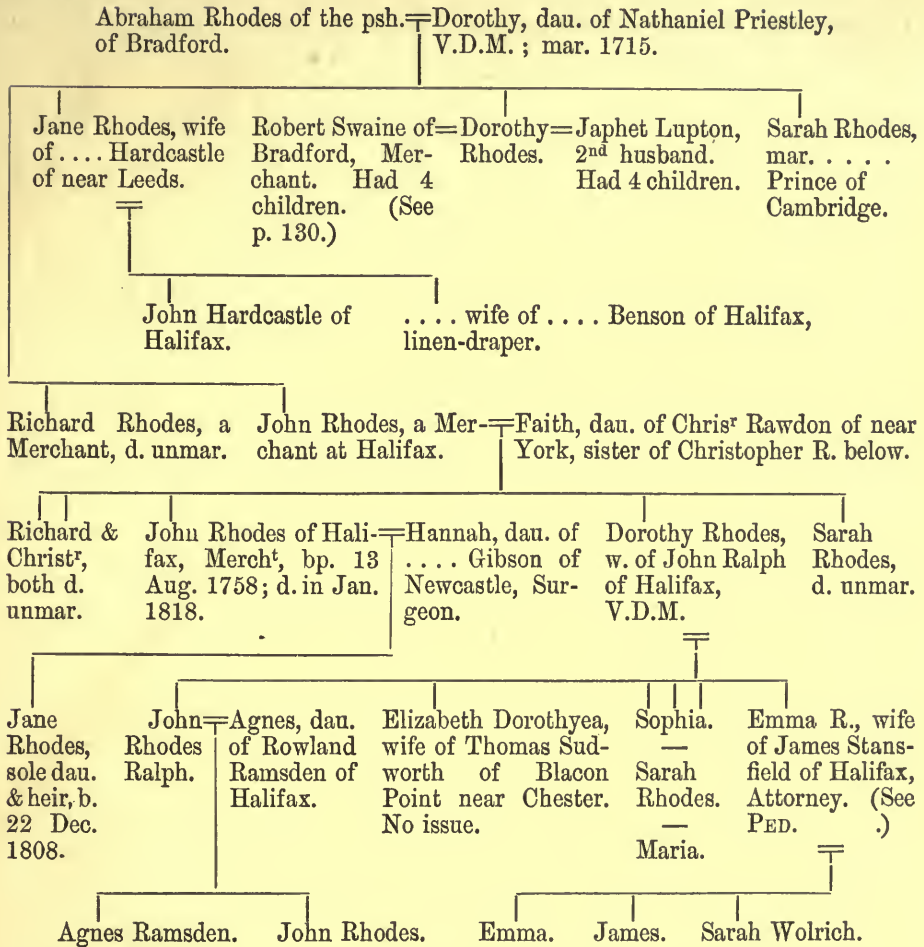 Abraham Rhodes of the psh. = Dorothy, dau. of Nathaniel Priestley,
of Bradford. V.D.M.; mar. 1715.
Jane Rhodes, wife
of .... Hardcastle
of near Leeds.
Robert Swaine of = Dorothy = Japhet Lupton,
Bradford, Mer- Rhodes. 2nd husband.
chant. Had 4 Had 4 children.
children. (See
p. 130.)
Sarah Rhodes,
mar. . . . .
Prince of
Cambridge.
John Hardcastle of
Halifax.
. . . . wife of . . . . Benson of Halifax,
linen-draper.
Richard Rhodes, a
Merchant, d. unmar.
John Rhodes, a Mer- = Faith, dau. of Chrisr Rawdon of near
chant at Halifax. York, sister of Christopher R. below.
Richard &
Christr,
both d.
unmar.
John Rhodes of Hali- = Hannah, dau. of
fax, Mercht, bp. 13 .... Gibson of
Aug. 1758; d. in Jan. Newcastle, Sur-
1818. geon.
Dorothy Rhodes,
w. of John Ralph
of Halifax,
V.D.M.
Sarah
Rhodes,
d. unmar.
Jane
Rhodes,
sole dau.
& heir, b.
22 Dec.
1808.
John = Agnes, dau.
Rhodes of Rowland
Ralph. Ramsden of
Halifax.
Elizabeth Dorothyea,
wife of Thomas Sud-
worth of Blacon
Point near Chester.
No issue.
Sophia.
—
Sarah
Rhodes.
—
Maria.
Emma R., wife
of James Stans-
field of Halifax,
Attorney. (See
PED. .)
Agnes Ramsden. John Rhodes. Emma. James. Sarah Wolrich.